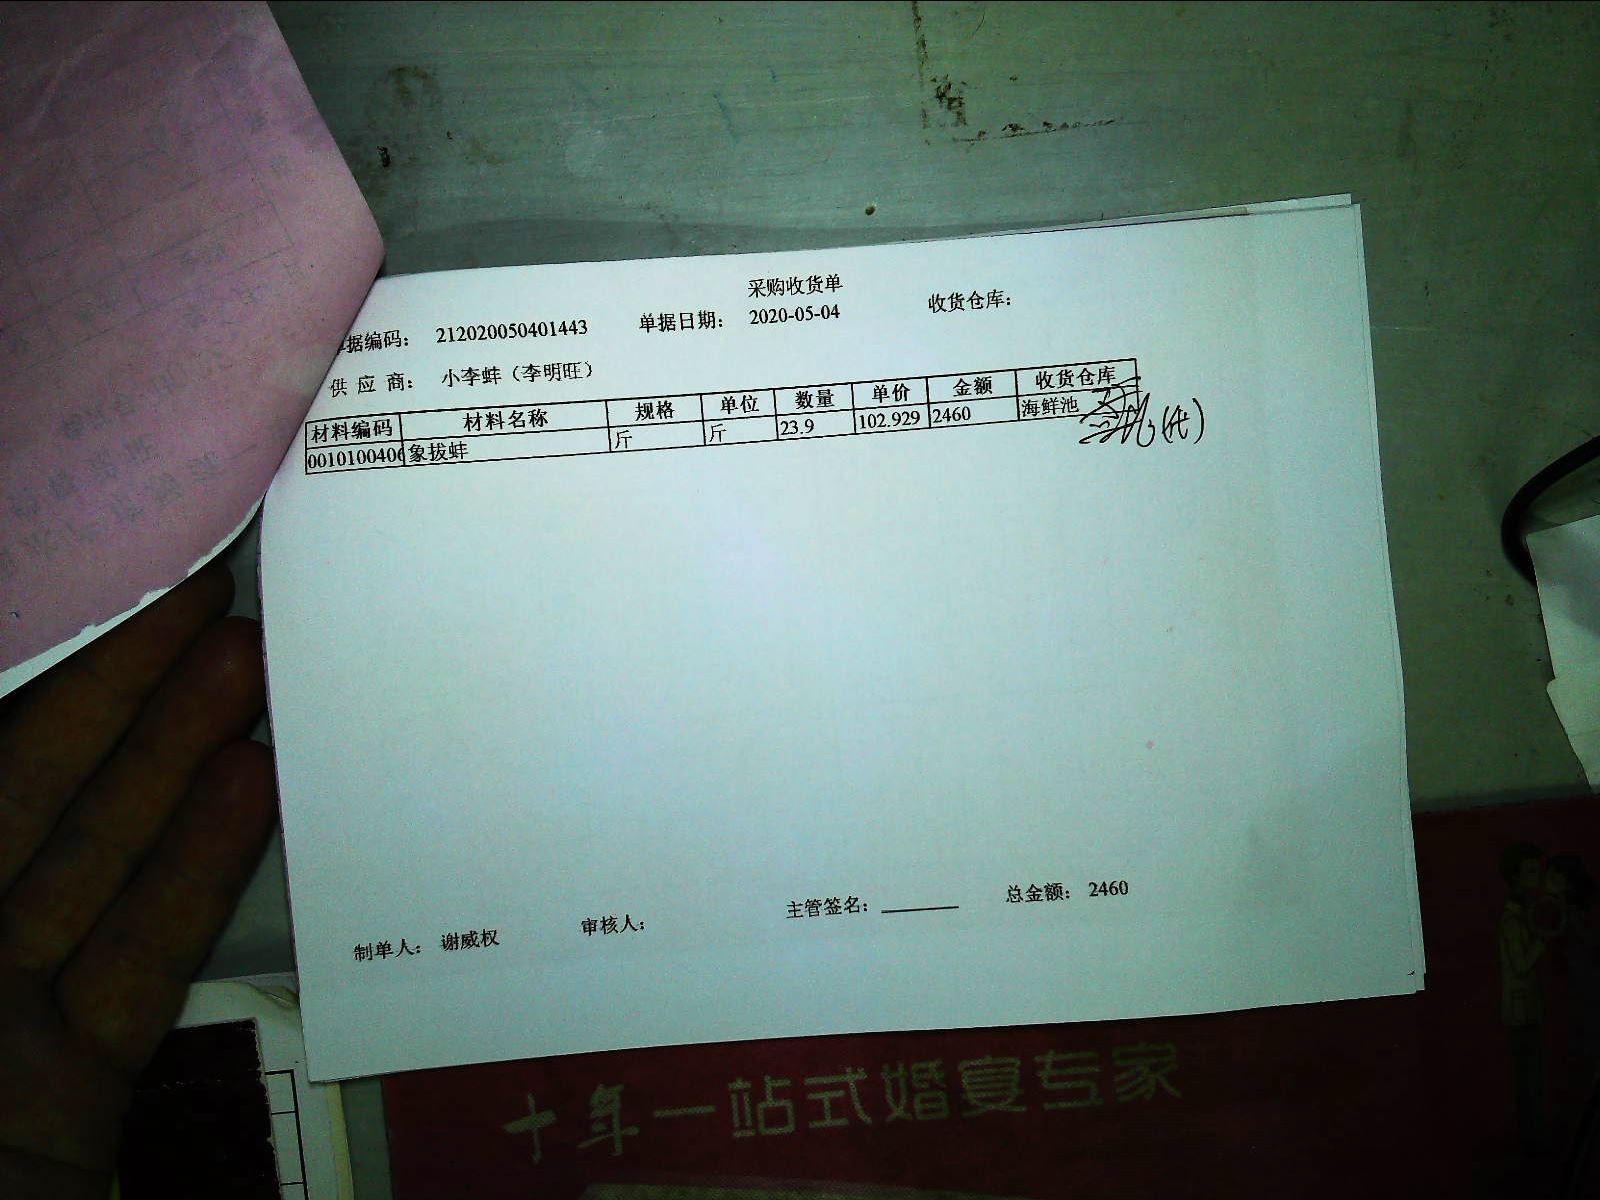 采购收货单
据编码： 212020050401443 单据日期： 2020-05-04 收货仓库：
供 应 商： 小李蚌（李明旺）
材料编码 材料名称 规格 单位 数量 单价 金额 收货仓库
0010100406 象拔蚌 斤 斤 23.9 102.929 2460 海鲜池
(代)
制单人： 谢威权 审核人： 主管签名： 总金额： 2460
十年一站式婚宴专家